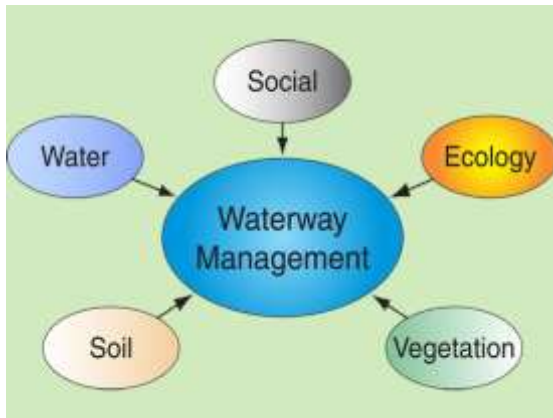 Social
Water
Ecology
Waterway
Management
Soil
Vegetation